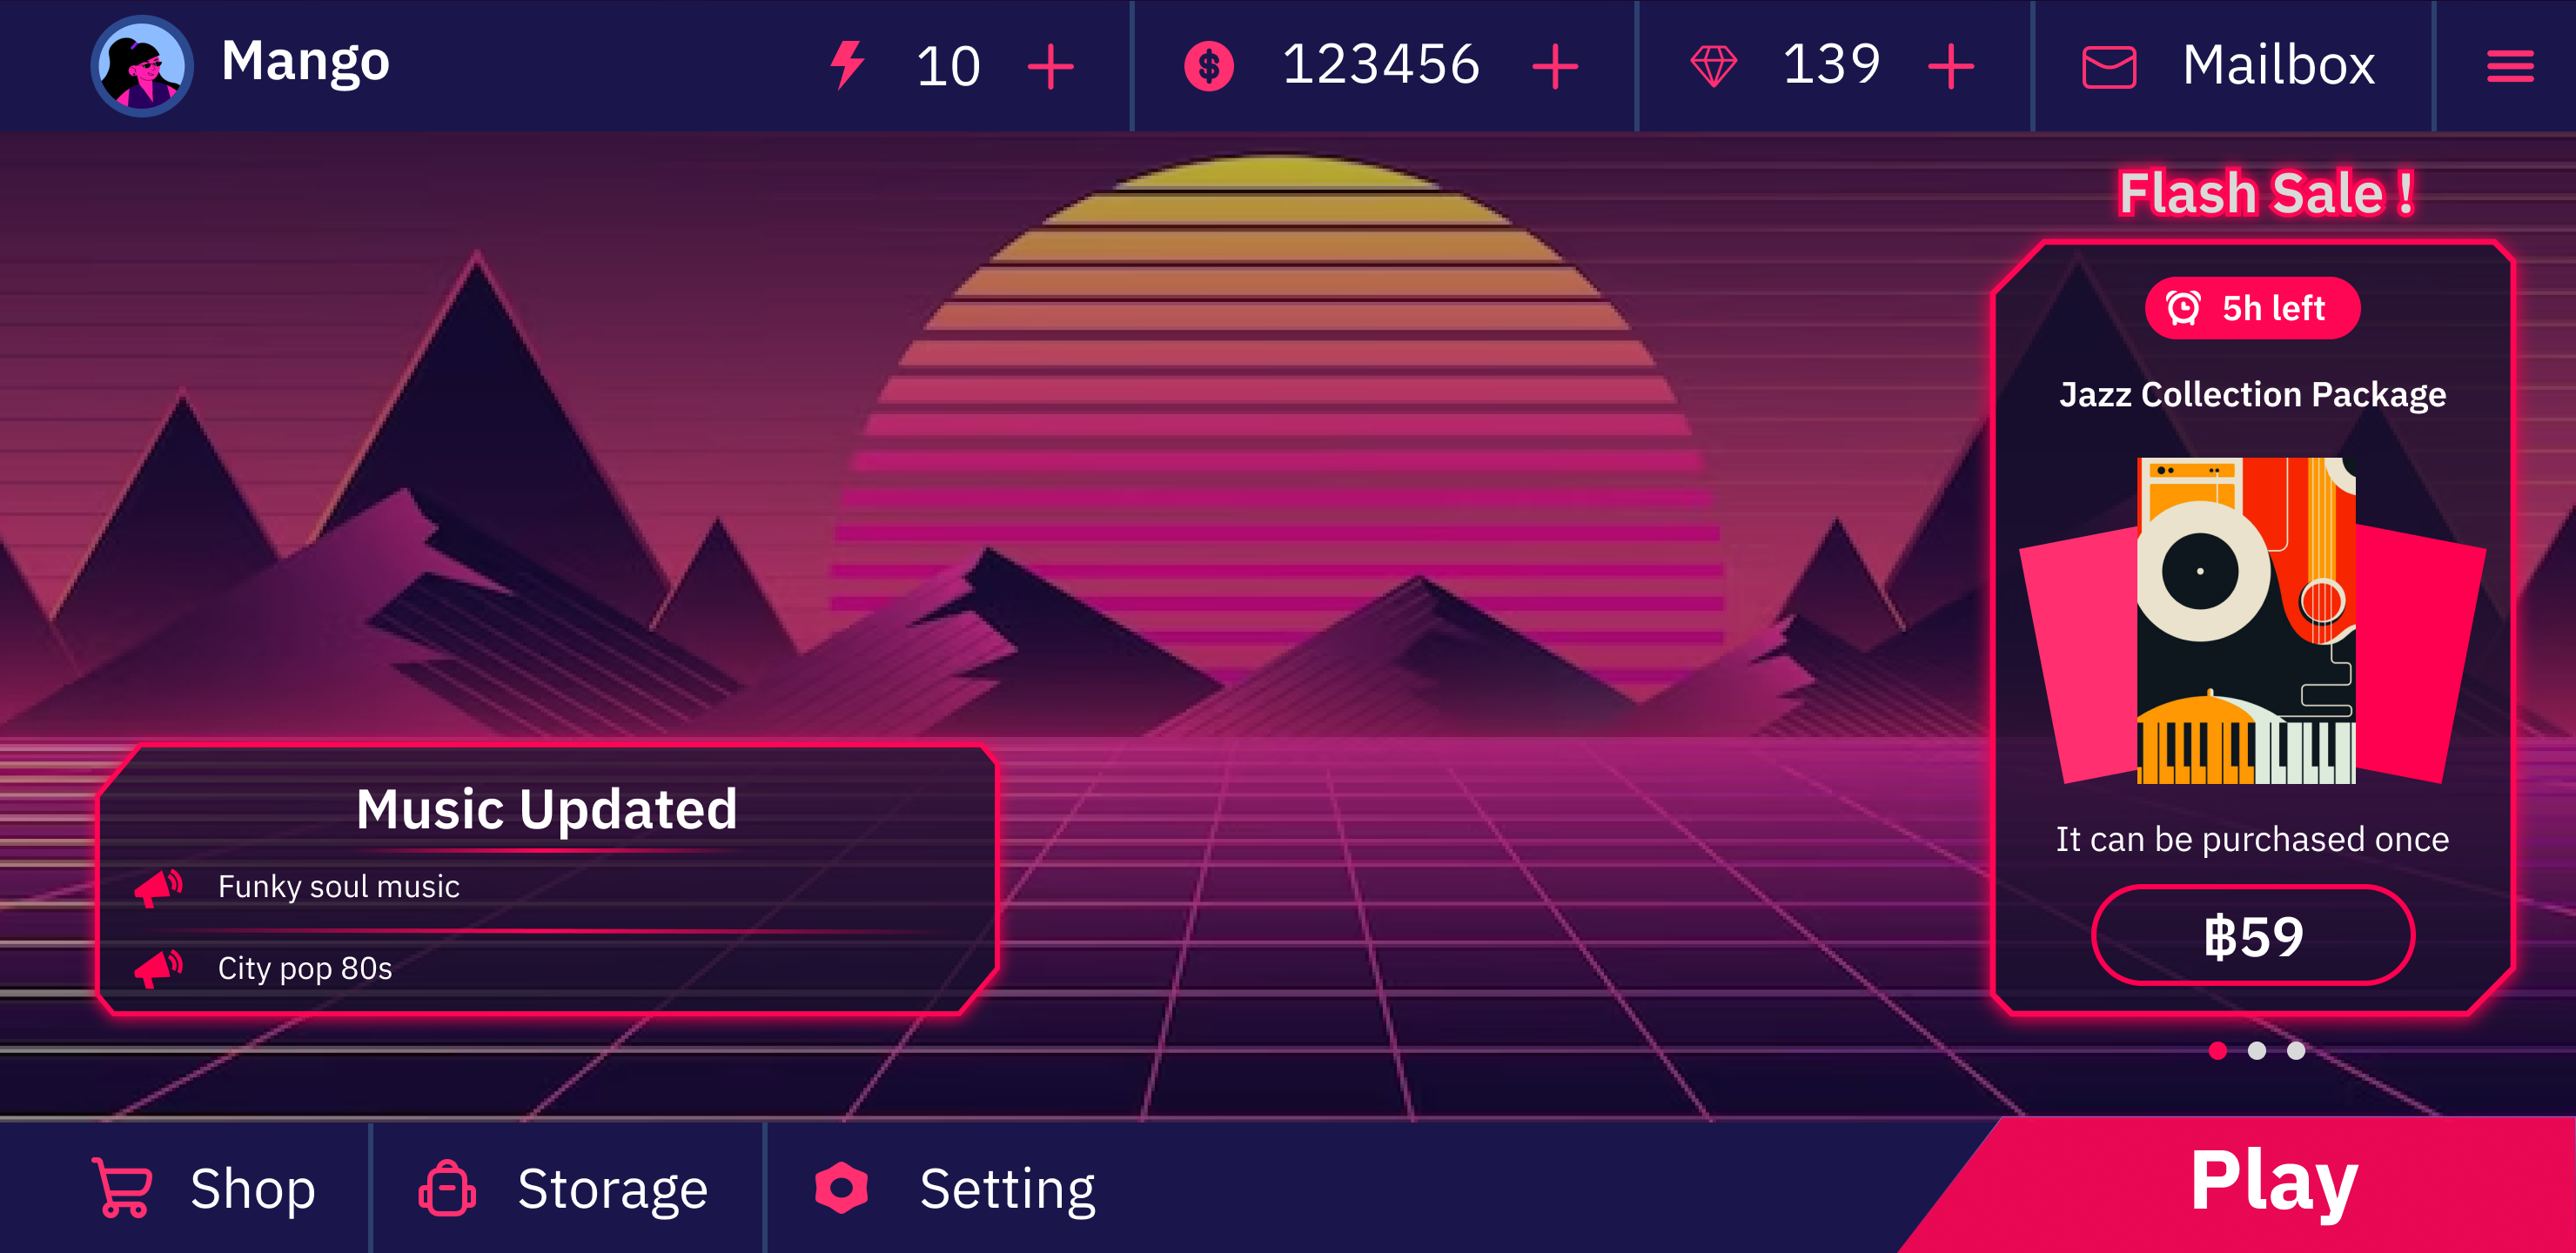 Mango
10
123456
139
Mailbox
Flash Sale !
5h left
Jazz Collection Package
It can be purchased once
฿59
Music Updated
Funky soul music
City pop 80s
Shop
Storage
Setting
Play